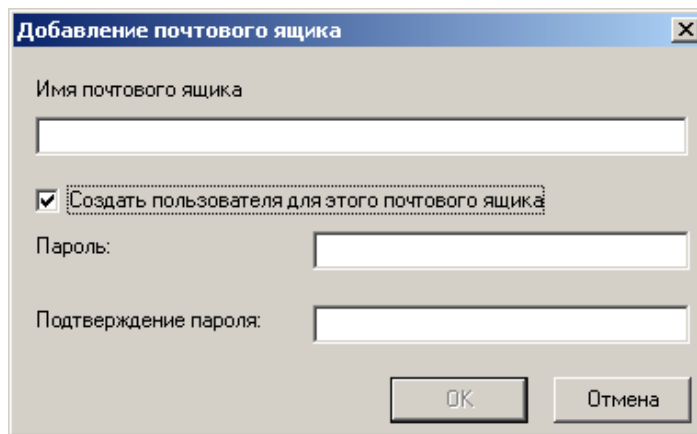 Добавление почтового ящика
Имя почтового ящика
Создать пользователя для этого почтового ящика
Пароль:
Подтверждение пароля:
OK
Отмена